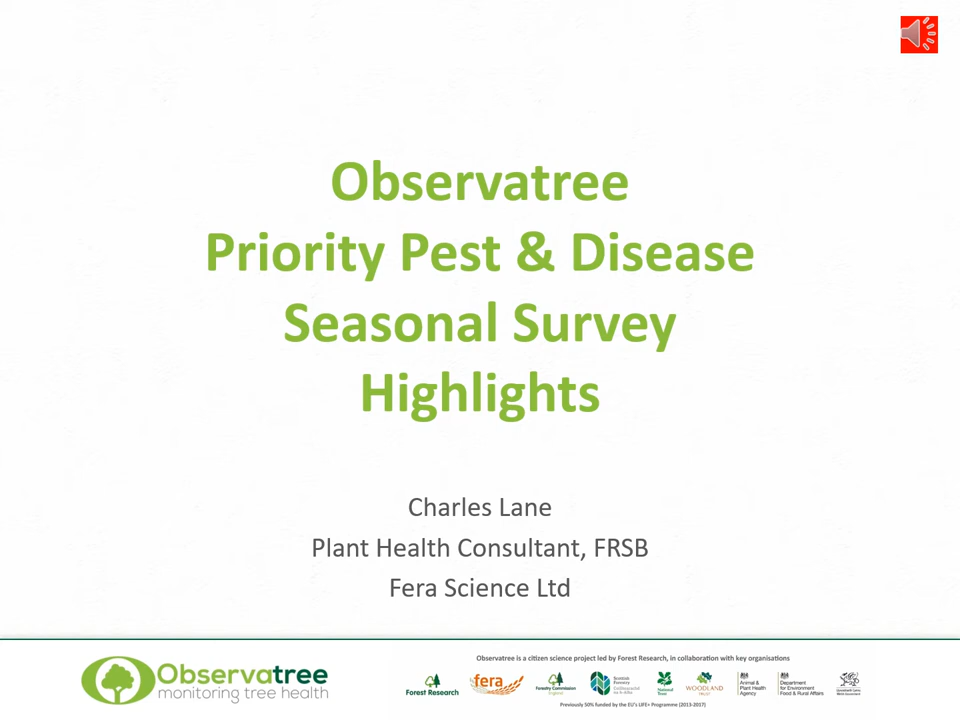 Observatree
Priority Pest & Disease
Seasonal Survey
Highlights
Charles Lane
Plant Health Consultant, FRSB
Fera Science Ltd
Observatree is a citizen science project led by Forest Research, in collaboration with key organisations
Observatree
monitoring tree health
Forest Research
fera
Forestry Commission
England
Scottish
Forestry
National
Trust
WOODLAND
TRUST
Animal &
Plant Health
Agency
Department
for Environment
Food & Rural Affairs
Previously 50% funded by the EU's LIFE+ Programme (2013-2017)